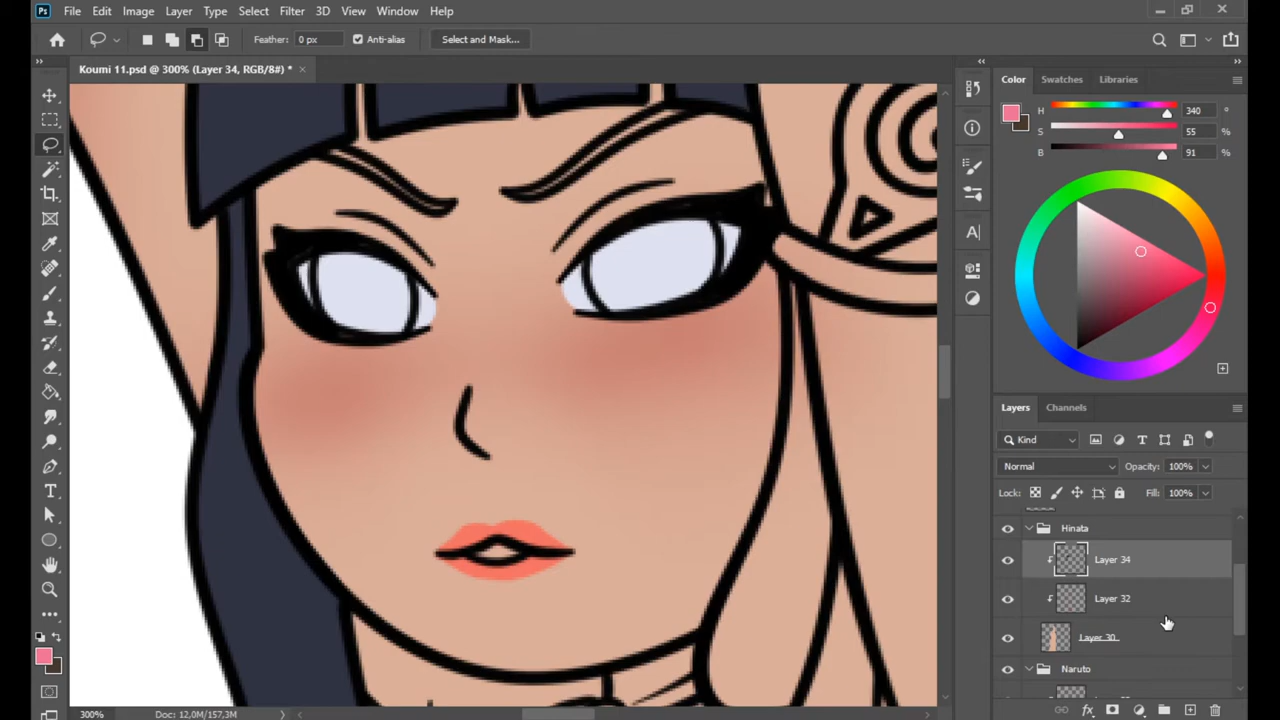 Ps File Edit Image Layer Type Select Filter 3D View Window Help
Feather: 0 px Anti-alias Select and Mask...
Koumi 11.psd @ 300% (Layer 34, RGB/8#) *
Color Swatches Libraries
H 340 °
S 55 %
B 91 %
Layers Channels
Kind
Normal Opacity: 100%
Lock: Fill: 100%
Hinata
Layer 34
Layer 32
Layer 30
Naruto
300% Doc: 12,0M/157,3M